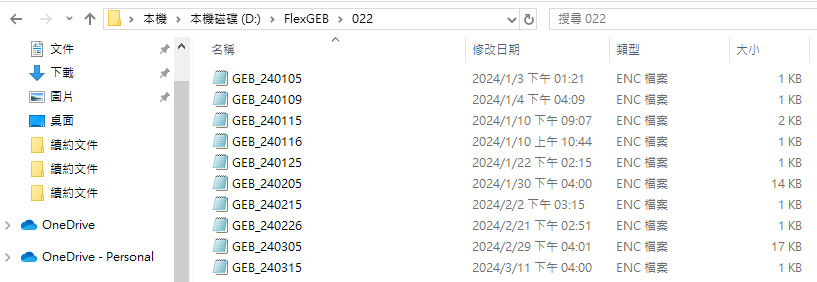 本機 > 本機磁碟 (D:) > FlexGEB > 022
搜尋 022
文件
下載
圖片
桌面
續約文件
續約文件
續約文件
OneDrive
OneDrive - Personal
名稱 修改日期 類型 大小
GEB_240105 2024/1/3 下午 01:21 ENC 檔案 1 KB
GEB_240109 2024/1/4 下午 04:09 ENC 檔案 1 KB
GEB_240115 2024/1/10 下午 09:07 ENC 檔案 2 KB
GEB_240116 2024/1/10 上午 10:44 ENC 檔案 1 KB
GEB_240125 2024/1/22 下午 02:15 ENC 檔案 1 KB
GEB_240205 2024/1/30 下午 04:00 ENC 檔案 14 KB
GEB_240215 2024/2/2 下午 03:15 ENC 檔案 1 KB
GEB_240226 2024/2/21 下午 02:51 ENC 檔案 1 KB
GEB_240305 2024/2/29 下午 04:01 ENC 檔案 17 KB
GEB_240315 2024/3/11 下午 04:00 ENC 檔案 1 KB